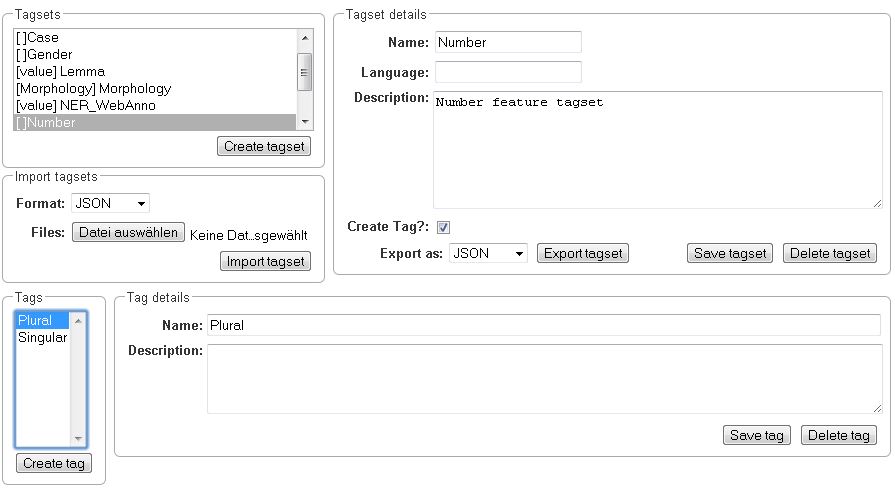 Tagsets
[ ]Case
[ ]Gender
[value] Lemma
[Morphology] Morphology
[value] NER_WebAnno
[ ]Number
Create tagset
Import tagsets
Format: JSON
Files: Datei auswählen Keine Dat...sgewählt
Import tagset
Tagset details
Name: Number
Language:
Description: Number feature tagset
Create Tag?:
Export as: JSON Export tagset Save tagset Delete tagset
Tags
Plural
Singular
Create tag
Tag details
Name: Plural
Description:
Save tag Delete tag